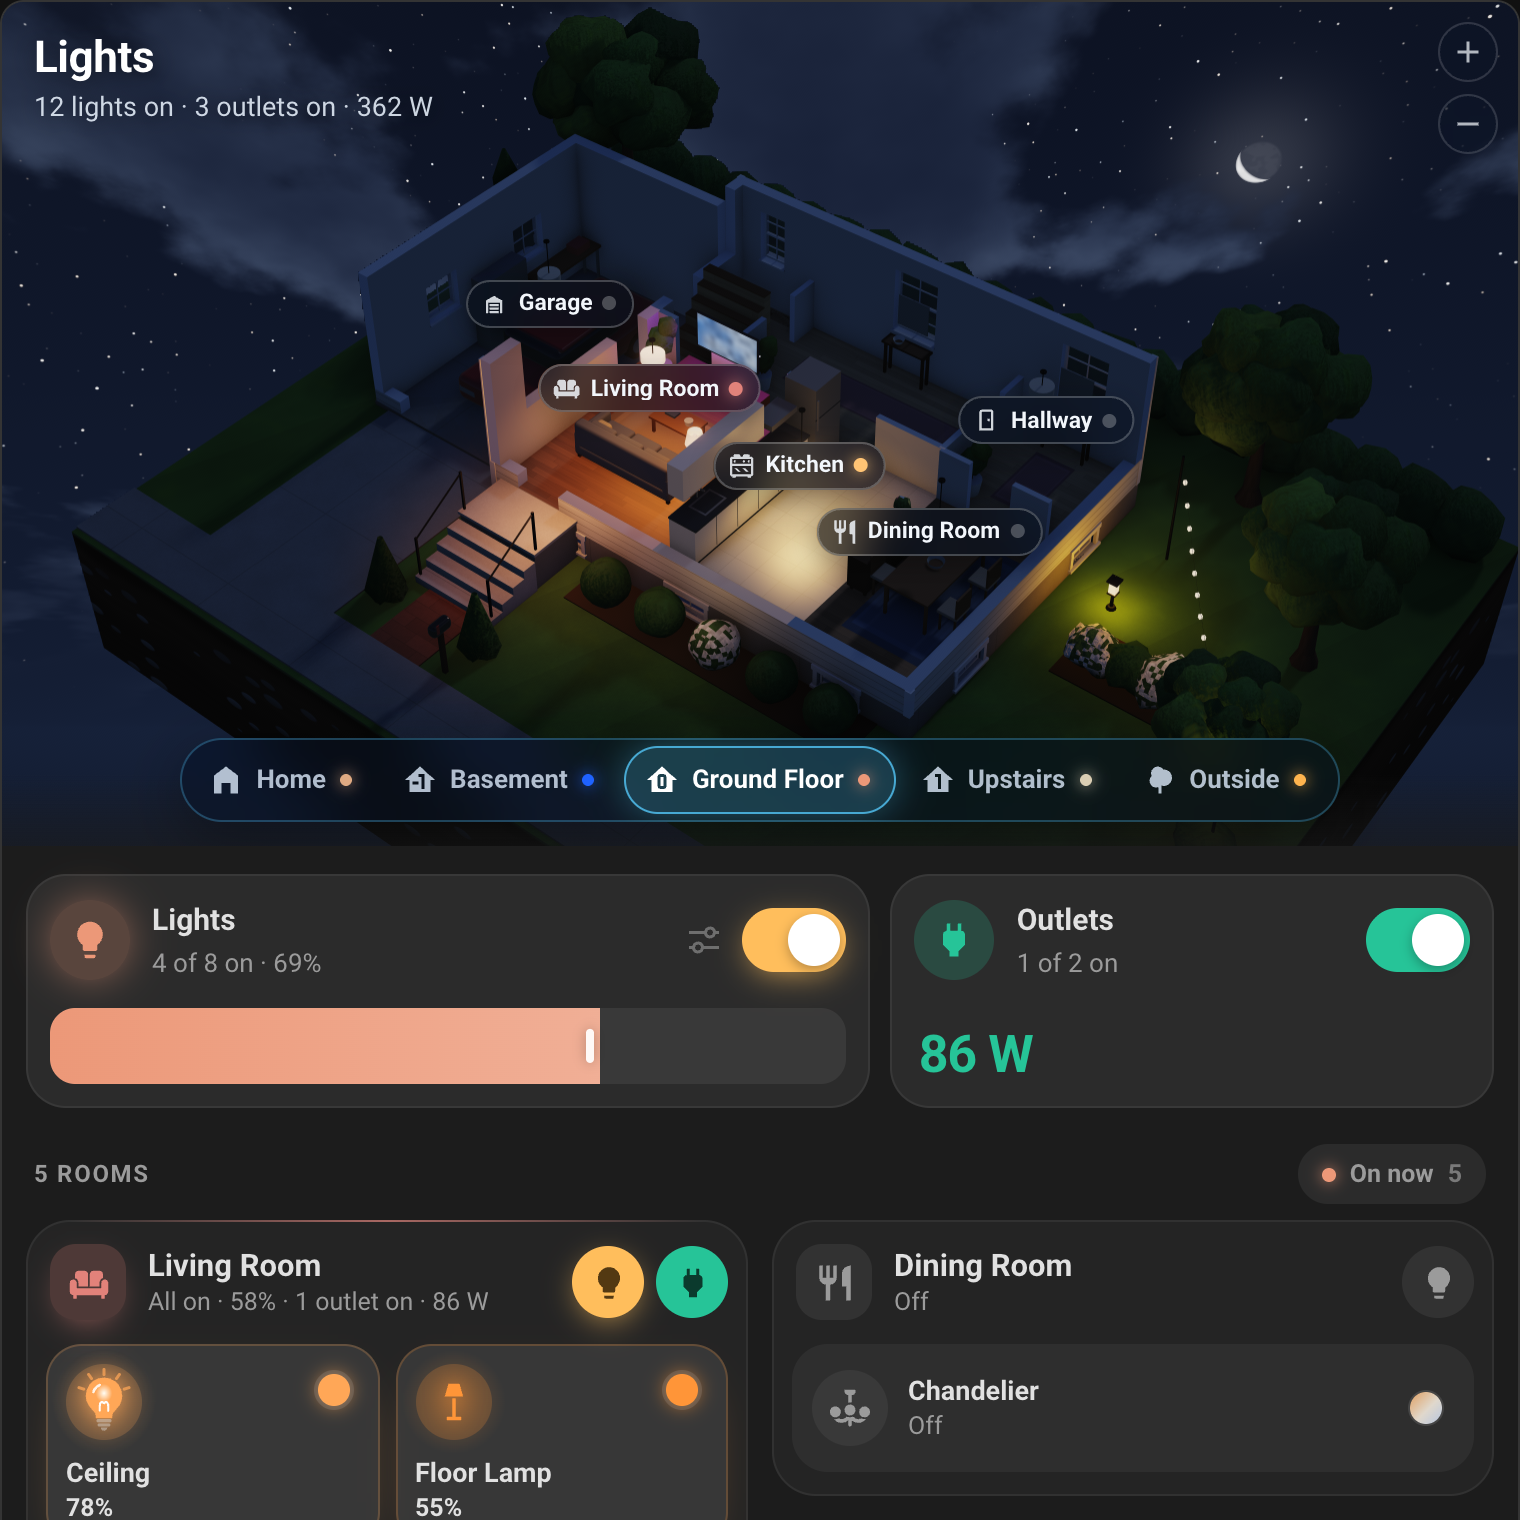 Lights
12 lights on · 3 outlets on · 362 W
Garage
Living Room
Hallway
Kitchen
Dining Room
Home
-1 Basement
0 Ground Floor
1 Upstairs
Outside
Lights
4 of 8 on · 69%
Outlets
1 of 2 on
86 W
5 ROOMS
On now 5
Living Room
All on · 58% · 1 outlet on · 86 W
Dining Room
Off
Chandelier
Off
Ceiling
78%
Floor Lamp
55%